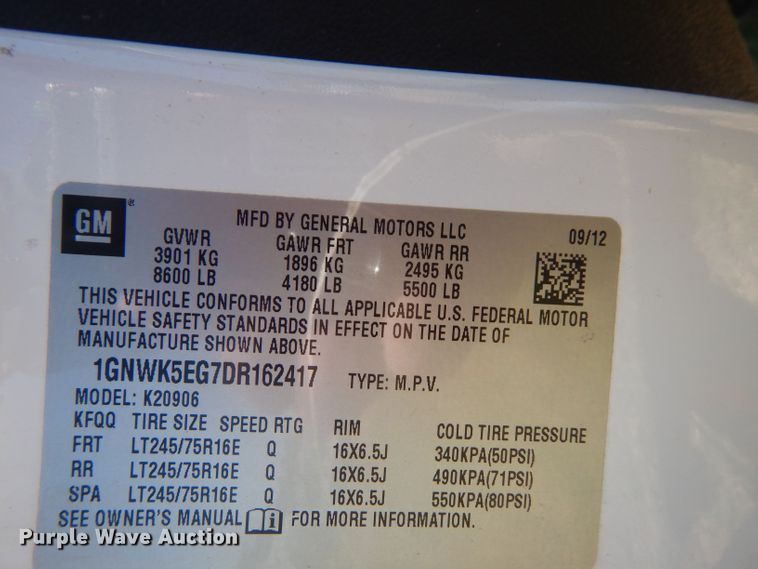 GM®
MFD BY GENERAL MOTORS LLC
09/12
GVWR GAWR FRT GAWR RR
3901 KG 1896 KG 2495 KG
8600 LB 4180 LB 5500 LB
THIS VEHICLE CONFORMS TO ALL APPLICABLE U.S. FEDERAL MOTOR
VEHICLE SAFETY STANDARDS IN EFFECT ON THE DATE OF
MANUFACTURE SHOWN ABOVE.
1GNWK5EG7DR162417 TYPE: M.P.V.
MODEL: K20906
KFQQ TIRE SIZE SPEED RTG RIM COLD TIRE PRESSURE
FRT LT245/75R16E Q 16X6.5J 340KPA(50PSI)
RR LT245/75R16E Q 16X6.5J 490KPA(71PSI)
SPA LT245/75R16E Q 16X6.5J 550KPA(80PSI)
SEE OWNER'S MANUAL i FOR MORE INFORMATION.
Purple Wave Auction